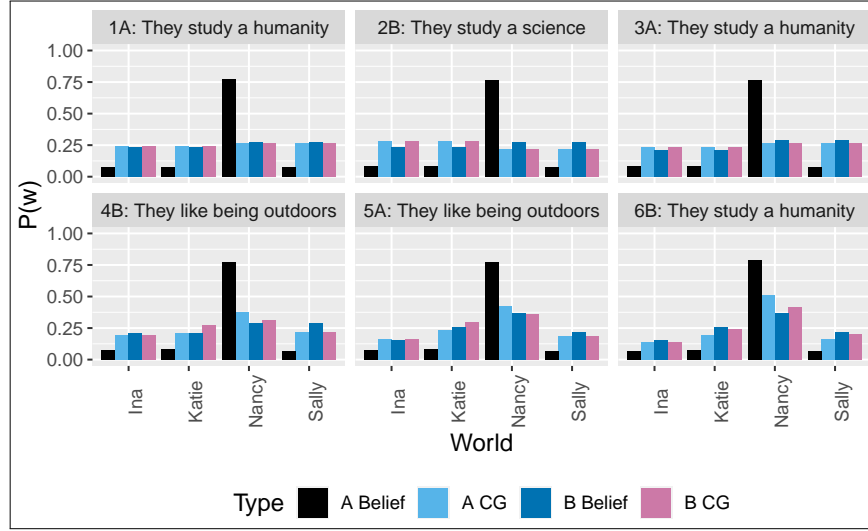 1A: They study a humanity
2B: They study a science
3A: They study a humanity
1.00
0.75
0.50
0.25
0.00
4B: They like being outdoors
5A: They like being outdoors
6B: They study a humanity
1.00
0.75
0.50
0.25
0.00
P(w)
Ina
Katie
Nancy
Sally
Ina
Katie
Nancy
Sally
Ina
Katie
Nancy
Sally
World
Type A Belief A CG B Belief B CG